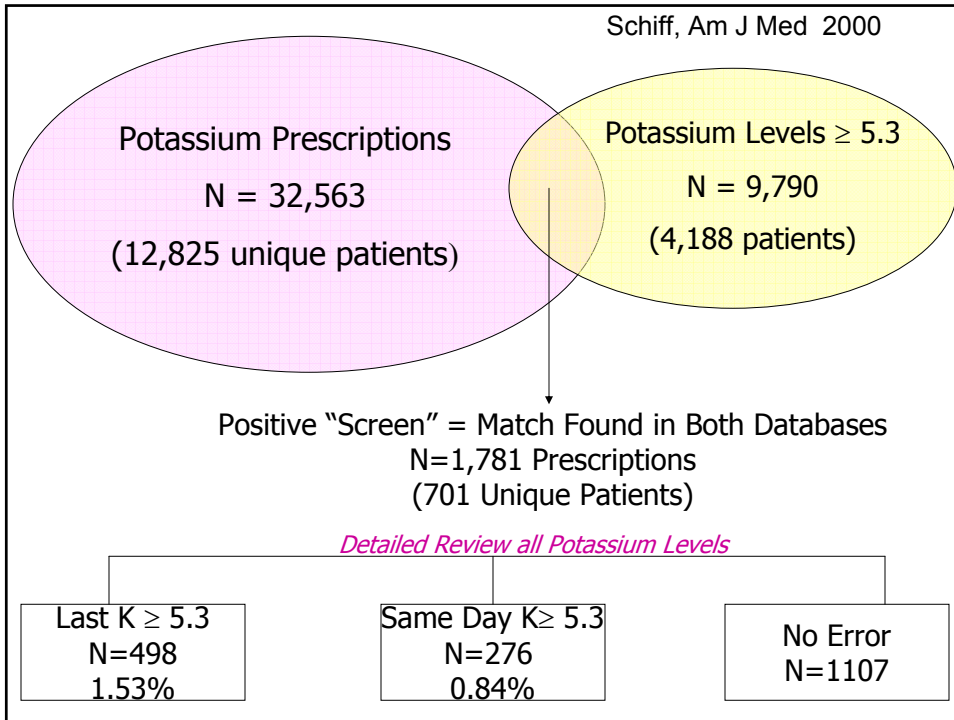 Schiff, Am J Med  2000
Potassium Prescriptions
N = 32,563
(12,825 unique patients)
Potassium Levels ≥ 5.3
N = 9,790
(4,188 patients)
Positive “Screen” = Match Found in Both Databases
N=1,781 Prescriptions
(701 Unique Patients)
Detailed Review all Potassium Levels
Last K ≥ 5.3
N=498
1.53%
Same Day K≥ 5.3
N=276
0.84%
No Error
N=1107